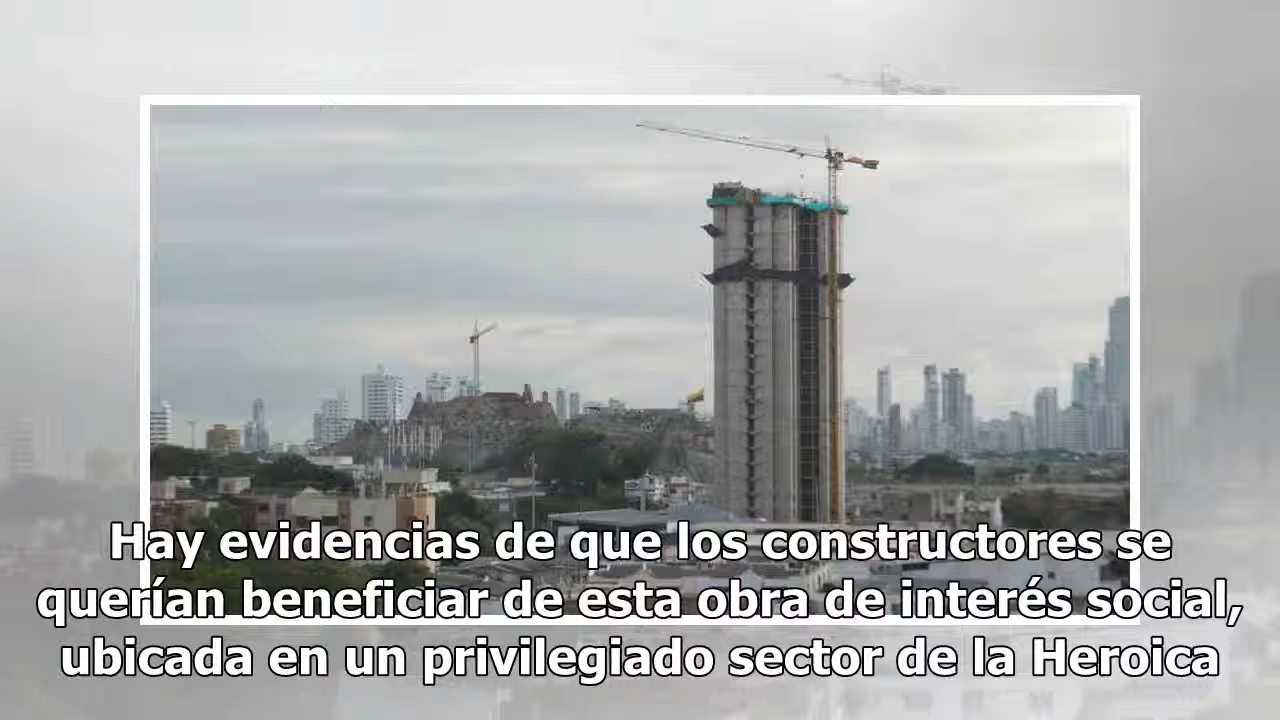 Hay evidencias de que los constructores se
querían beneficiar de esta obra de interés social,
ubicada en un privilegiado sector de la Heroica